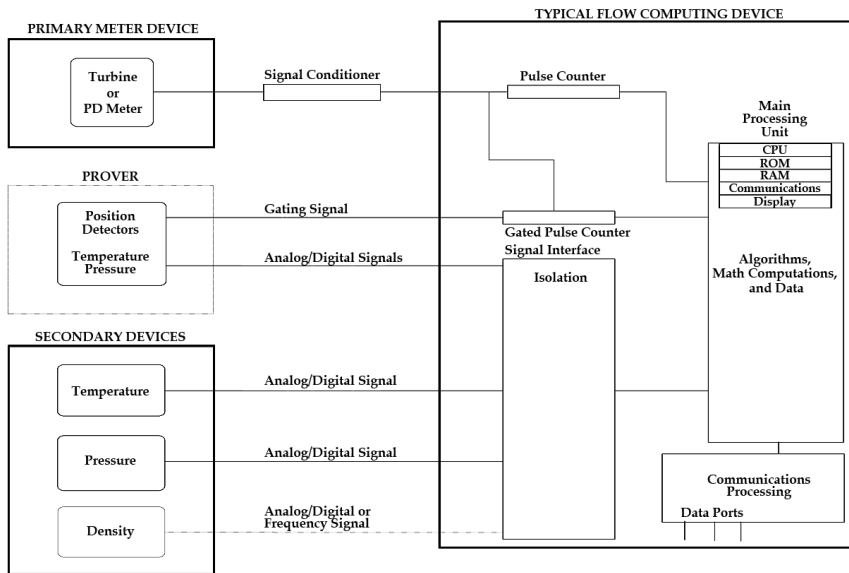 TYPICAL FLOW COMPUTING DEVICE
PRIMARY METER DEVICE
Turbine
or
PD Meter
Signal Conditioner
Pulse Counter
Main
Processing
Unit
CPU
ROM
RAM
Communications
Display
PROVER
Position
Detectors
Temperature
Pressure
Gating Signal
Gated Pulse Counter
Analog/Digital Signals
Signal Interface
Isolation
Algorithms,
Math Computations,
and Data
SECONDARY DEVICES
Temperature
Analog/Digital Signal
Pressure
Analog/Digital Signal
Density
Analog/Digital or
Frequency Signal
Communications
Processing
Data Ports